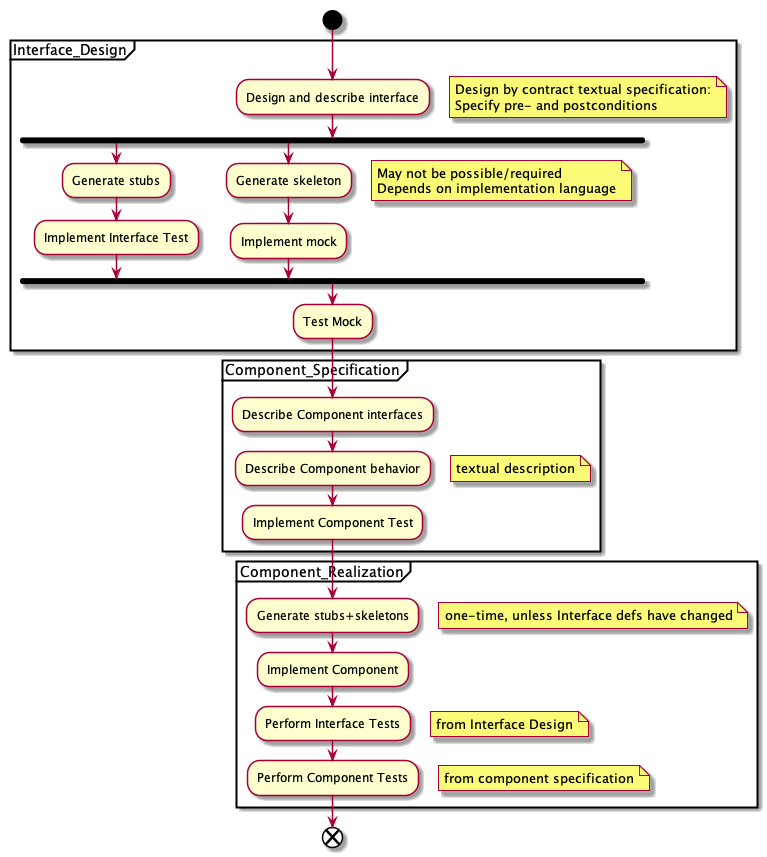 Interface_Design
Design and describe interface
Design by contract textual specification:
Specify pre- and postconditions
Generate stubs
Generate skeleton
May not be possible/required
Depends on implementation language
Implement Interface Test
Implement mock
Test Mock
Component_Specification
Describe Component interfaces
Describe Component behavior
textual description
Implement Component Test
Component_Realization
Generate stubs+skeletons
one-time, unless Interface defs have changed
Implement Component
Perform Interface Tests
from Interface Design
Perform Component Tests
from component specification